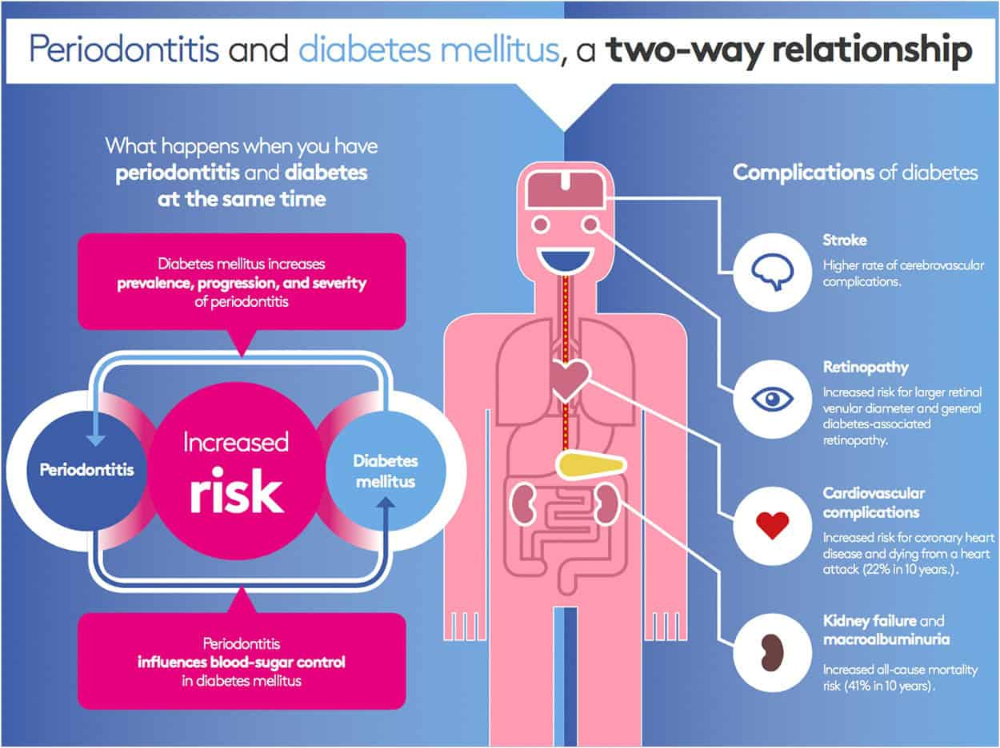 Periodontitis and diabetes mellitus, a two-way relationship
What happens when you have
periodontitis and diabetes
at the same time
Diabetes mellitus increases
prevalence, progression, and severity
of periodontitis
Periodontitis
Increased
risk
Diabetes
mellitus
Periodontitis
influences blood-sugar control
in diabetes mellitus
Complications of diabetes
Stroke
Higher rate of cerebrovascular
complications.
Retinopathy
Increased risk for larger retinal
venular diameter and general
diabetes-associated
retinopathy.
Cardiovascular
complications
Increased risk for coronary heart
disease and dying from a heart
attack (22% in 10 years.).
Kidney failure and
macroalbuminuria
Increased all-cause mortality
risk (41% in 10 years).